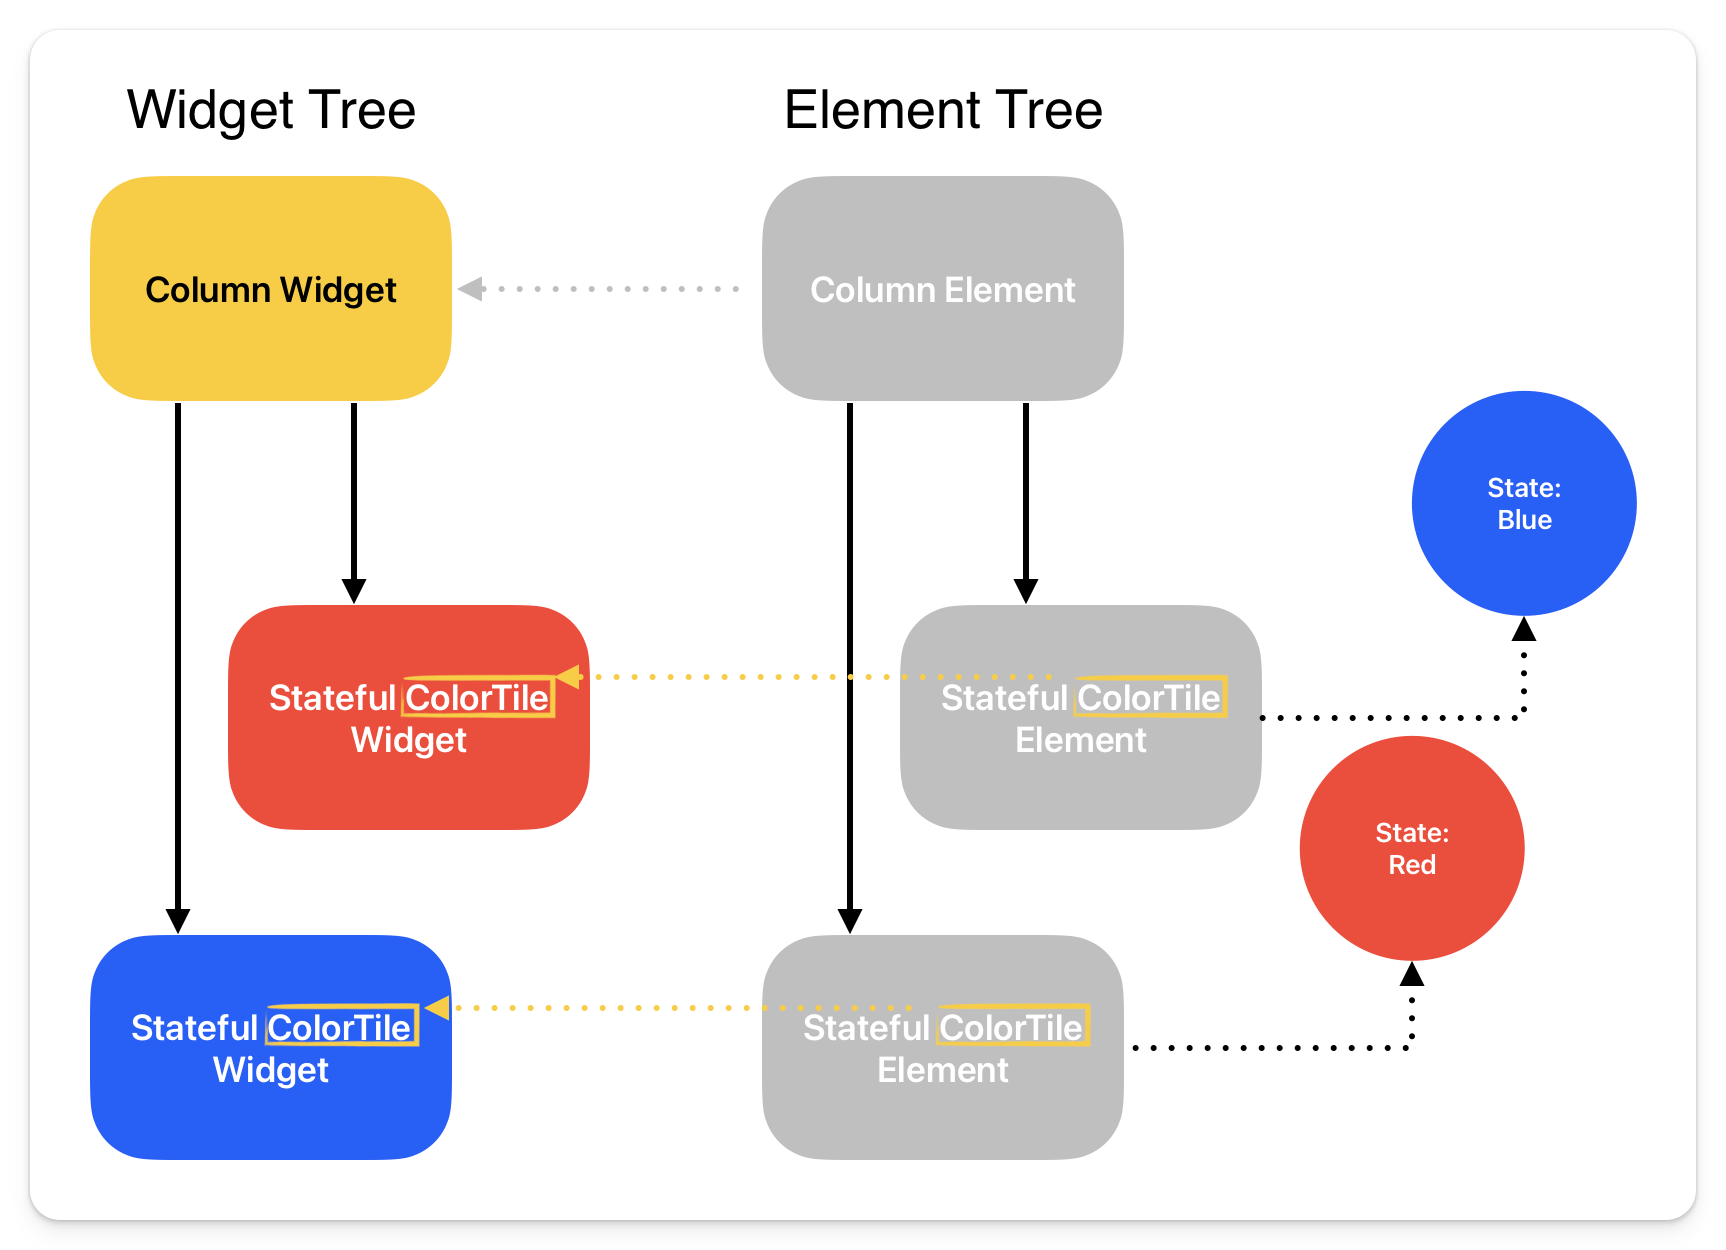 Widget Tree
Element Tree
Column Widget
Column Element
State:
Blue
Stateful ColorTile
Widget
Stateful ColorTile
Element
State:
Red
Stateful ColorTile
Widget
Stateful ColorTile
Element